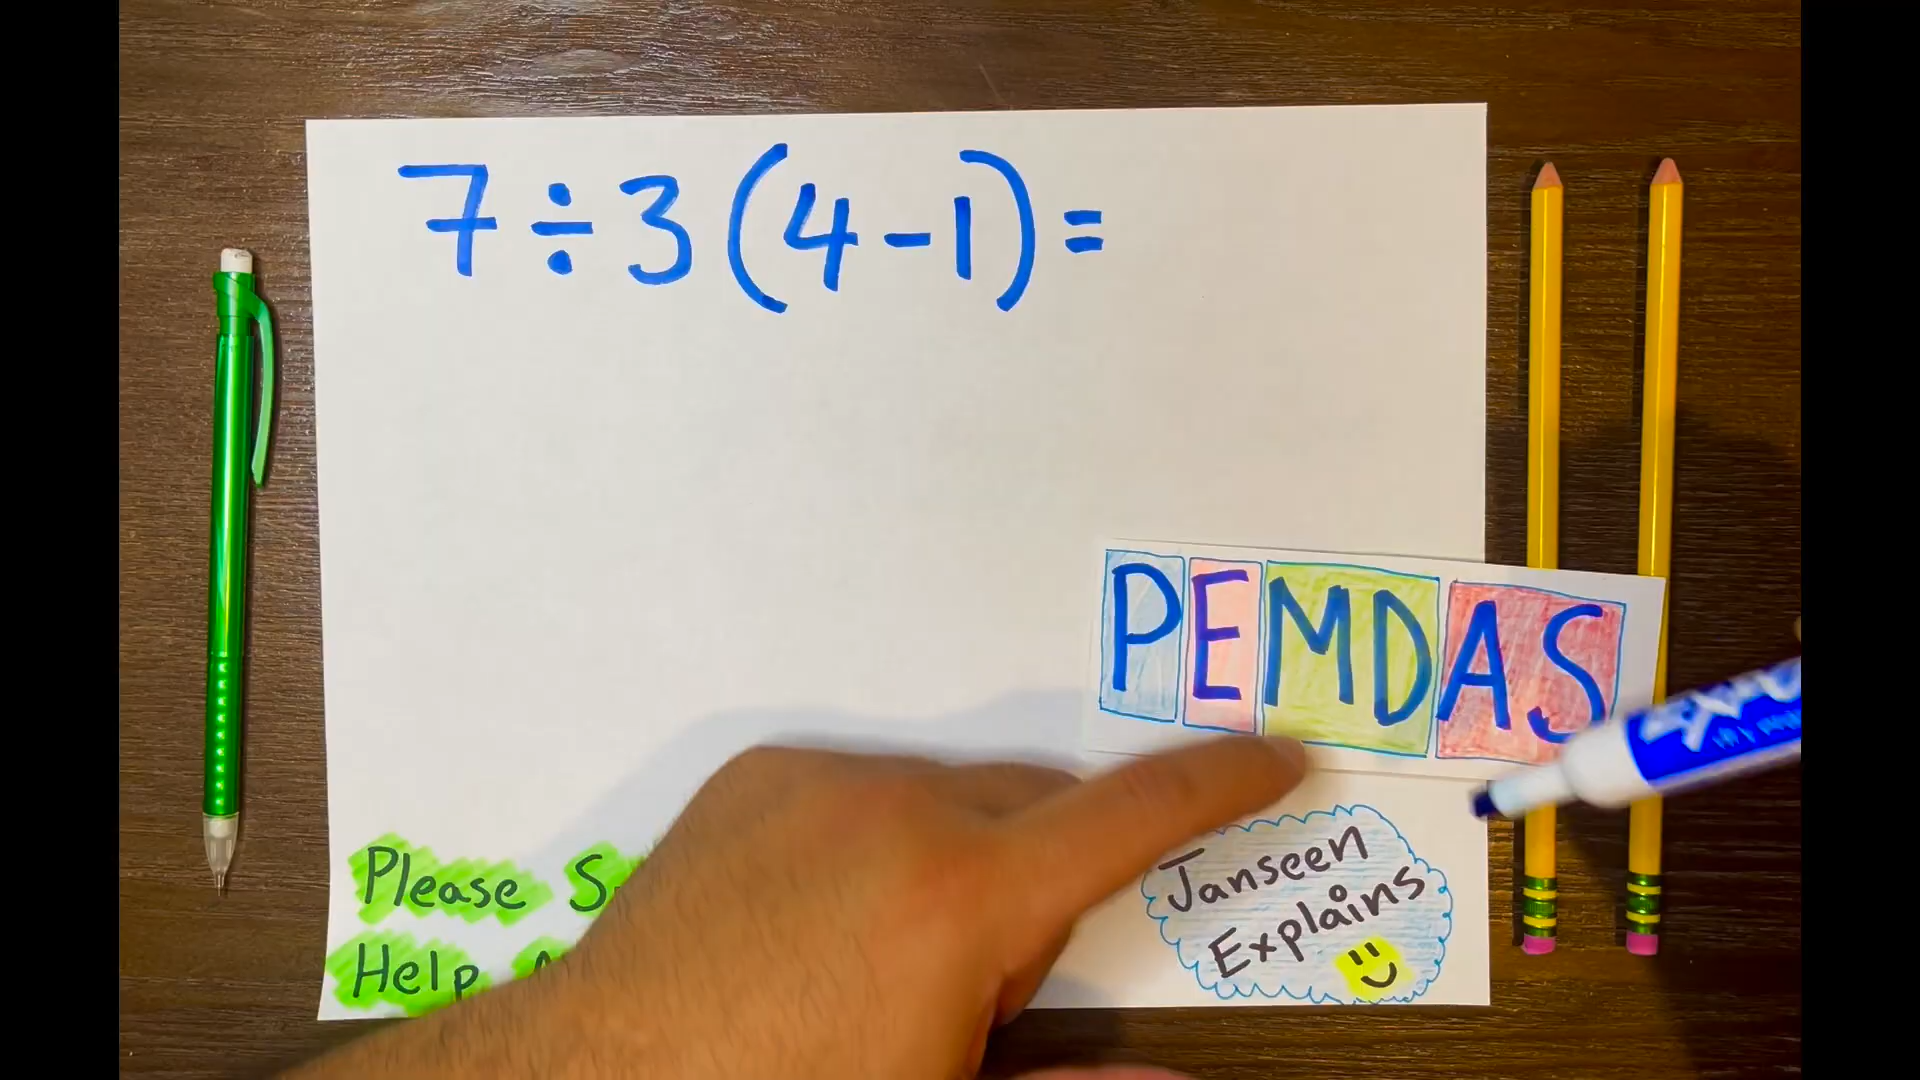 7 ÷ 3 (4 - 1) =
PEMDAS
Janseen
Explains
Please
Help